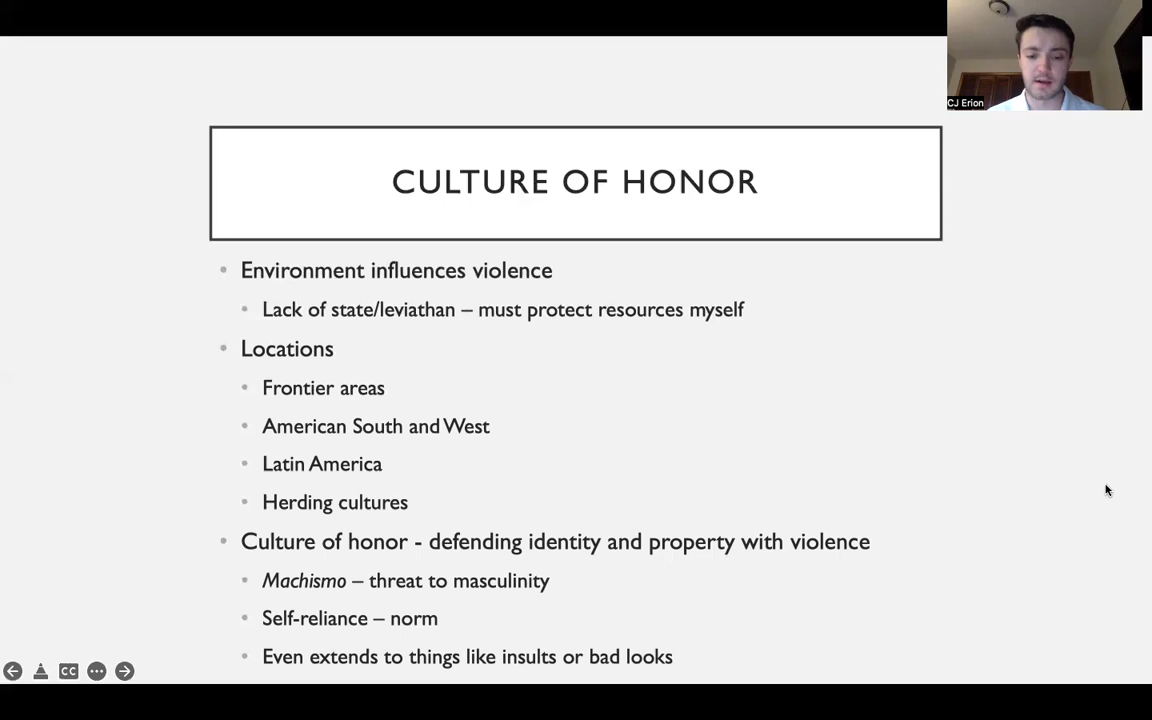 CJ Erion
CULTURE OF HONOR
• Environment influences violence
• Lack of state/leviathan – must protect resources myself
• Locations
• Frontier areas
• American South and West
• Latin America
• Herding cultures
• Culture of honor - defending identity and property with violence
• Machismo – threat to masculinity
• Self-reliance – norm
• Even extends to things like insults or bad looks
CC